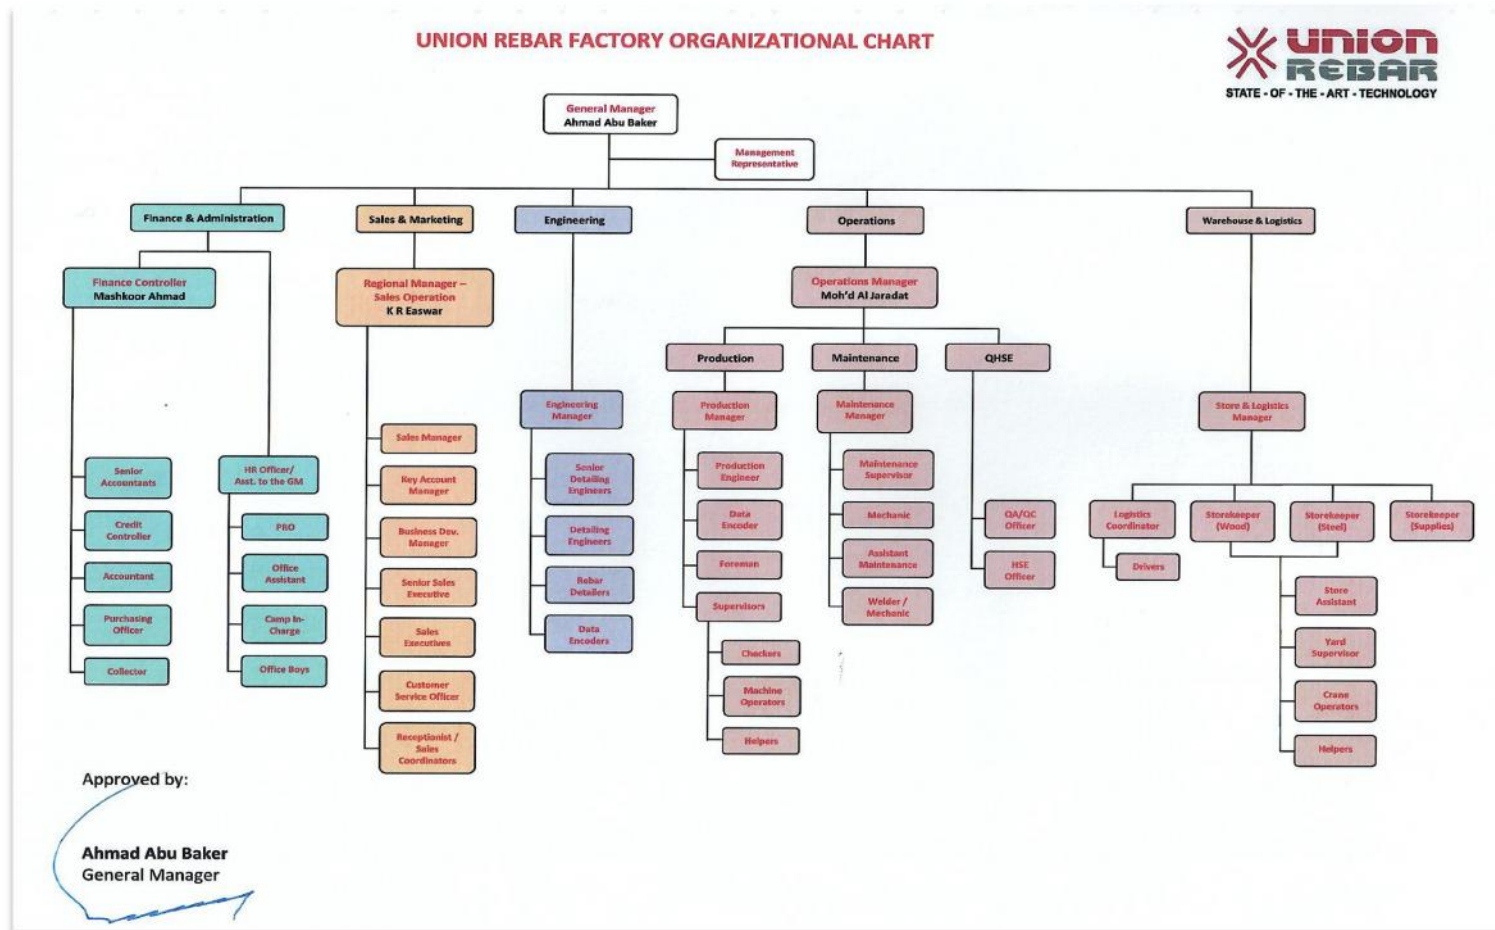 UNION REBAR FACTORY ORGANIZATIONAL CHART
UNION
REBAR
STATE - OF - THE - ART - TECHNOLOGY
General Manager
Ahmad Abu Baker
Management
Representative
Finance & Administration
Sales & Marketing
Engineering
Operations
Warehouse & Logistics
Finance Controller
Mashkoor Ahmad
Regional Manager –
Sales Operation
K R Easwar
Operations Manager
Moh'd Al Jaradat
Production
Maintenance
QHSE
Engineering
Manager
Production
Manager
Maintenance
Manager
Store & Logistics
Manager
Senior
Accountants
Credit
Controller
Accountant
Purchasing
Officer
Collector
HR Officer/
Asst. to the GM
PRO
Office
Assistant
Camp In-
Charge
Office Boys
Sales Manager
Key Account
Manager
Business Dev.
Manager
Senior Sales
Executive
Sales
Executives
Customer
Service Officer
Receptionist /
Sales
Coordinators
Senior
Detailing
Engineers
Detailing
Engineers
Rebar
Detailers
Data
Encoders
Production
Engineer
Data
Encoder
Foreman
Supervisors
Checkers
Machine
Operators
Helpers
Maintenance
Supervisor
Mechanic
Assistant
Maintenance
Welder /
Mechanic
QA/QC
Officer
HSE
Officer
Logistics
Coordinator
Drivers
Storekeeper
(Wood)
Storekeeper
(Steel)
Storekeeper
(Supplies)
Store
Assistant
Yard
Supervisor
Crane
Operators
Helpers
Approved by:
Ahmad Abu Baker
General Manager